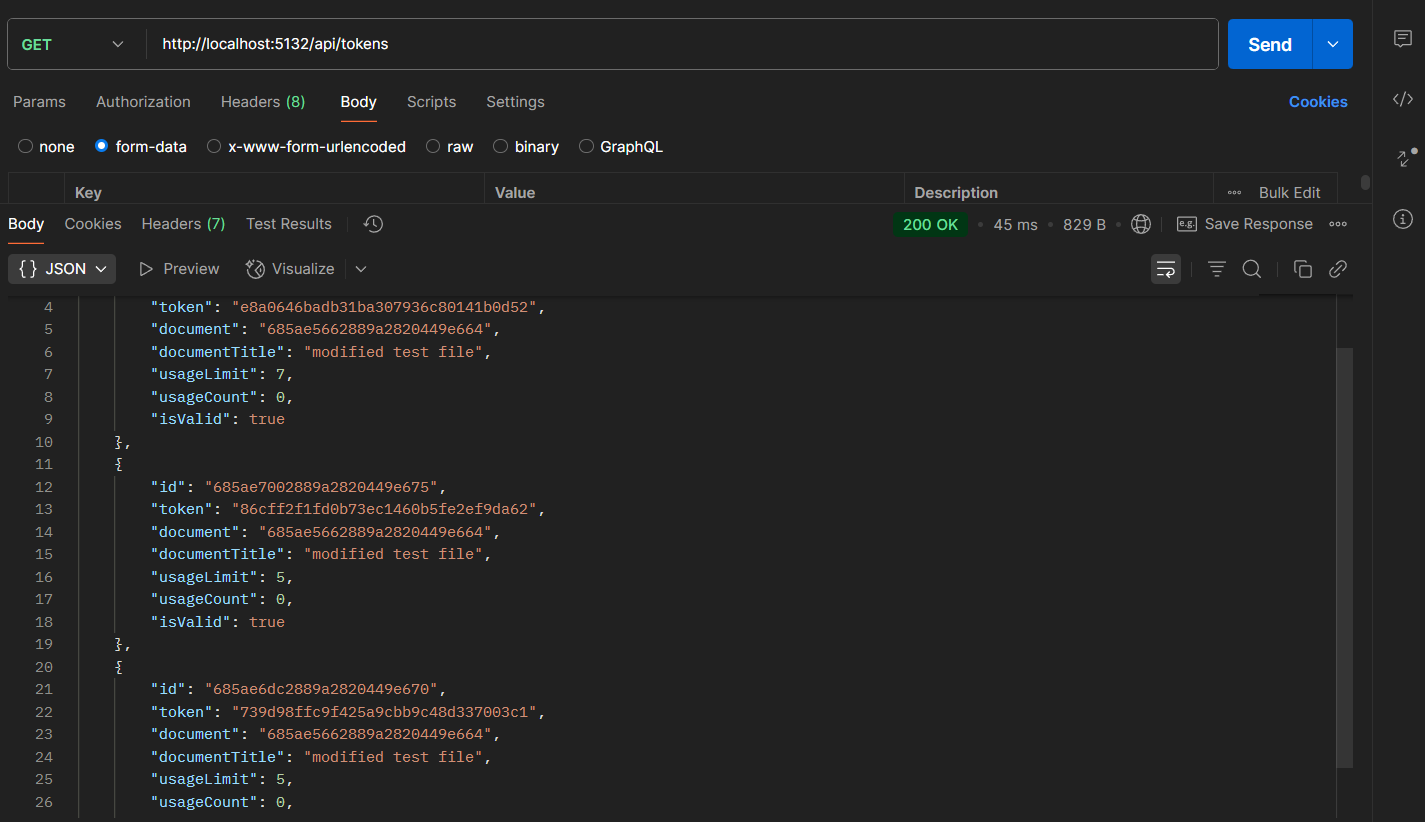 GET http://localhost:5132/api/tokens Send
Params Authorization Headers (8) Body Scripts Settings Cookies
none form-data x-www-form-urlencoded raw binary GraphQL
Key Value Description Bulk Edit
Body Cookies Headers (7) Test Results 200 OK • 45 ms • 829 B • e.g. Save Response
{} JSON Preview Visualize
4 "token": "e8a0646badb31ba307936c80141b0d52",
5 "document": "685ae5662889a2820449e664",
6 "documentTitle": "modified test file",
7 "usageLimit": 7,
8 "usageCount": 0,
9 "isValid": true
10 },
11 {
12 "id": "685ae7002889a2820449e675",
13 "token": "86cff2f1fd0b73ec1460b5fe2ef9da62",
14 "document": "685ae5662889a2820449e664",
15 "documentTitle": "modified test file",
16 "usageLimit": 5,
17 "usageCount": 0,
18 "isValid": true
19 },
20 {
21 "id": "685ae6dc2889a2820449e670",
22 "token": "739d98ffc9f425a9cbb9c48d337003c1",
23 "document": "685ae5662889a2820449e664",
24 "documentTitle": "modified test file",
25 "usageLimit": 5,
26 "usageCount": 0,